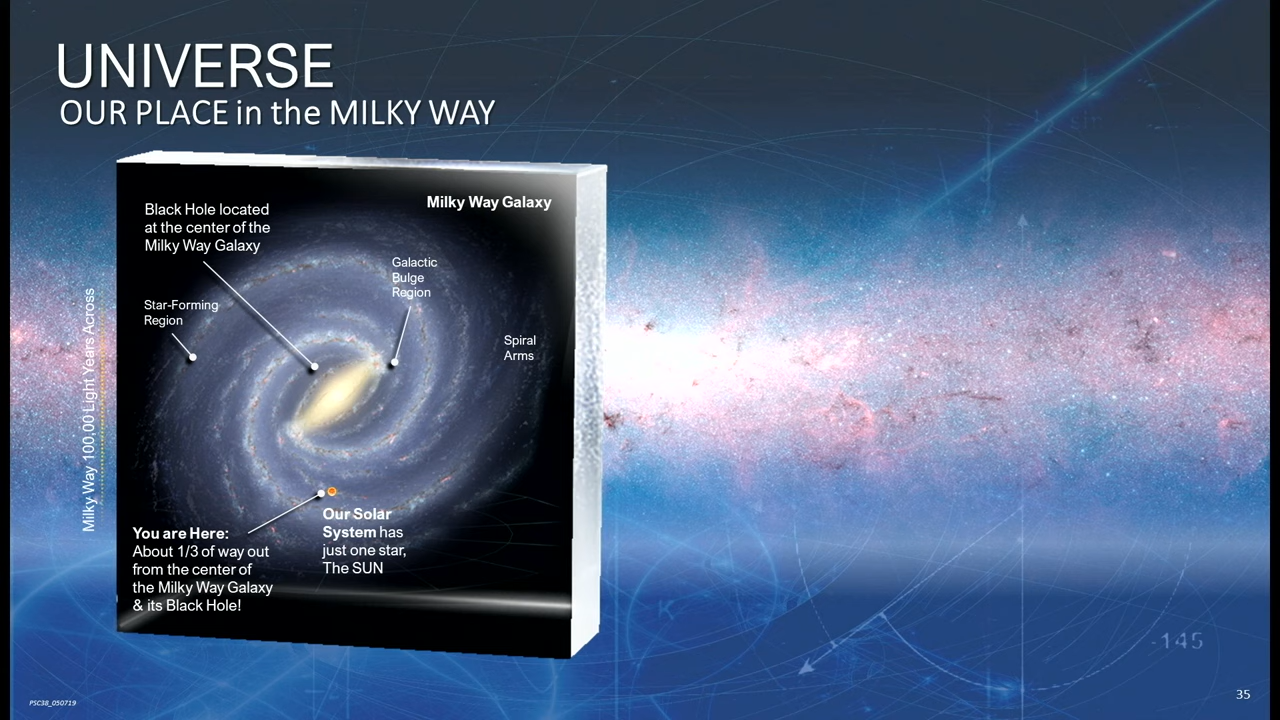 UNIVERSE
OUR PLACE in the MILKY WAY
Milky Way Galaxy
Black Hole located
at the center of the
Milky Way Galaxy
Galactic
Bulge
Region
Star-Forming
Region
Spiral
Arms
Milky Way 100,00 Light Years Across
You are Here:
About 1/3 of way out
from the center of
the Milky Way Galaxy
& its Black Hole!
Our Solar
System has
just one star,
The SUN
K
145
PSC38_050719
35